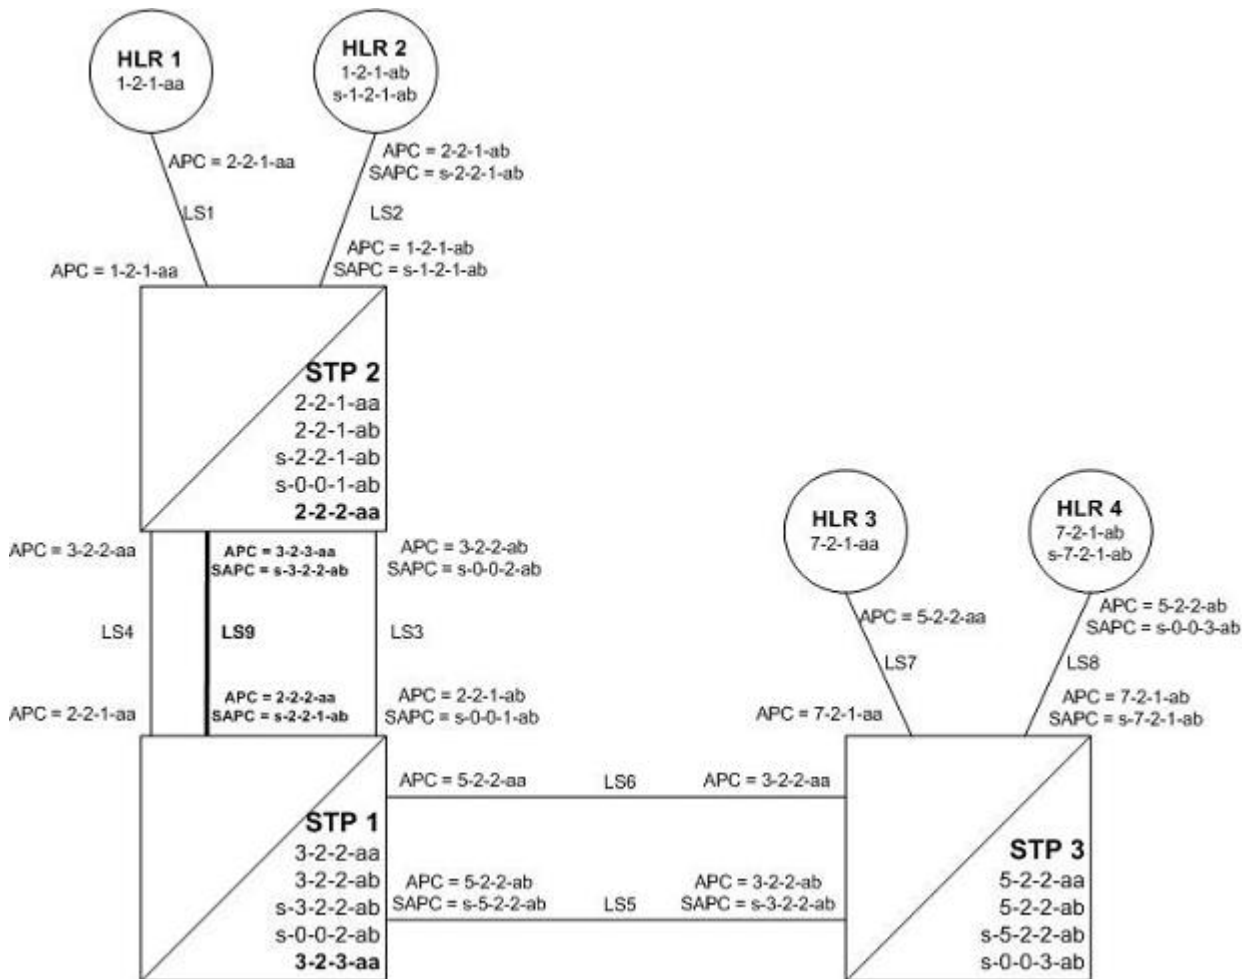 HLR 1
1-2-1-aa
HLR 2
1-2-1-ab
s-1-2-1-ab
APC = 2-2-1-aa
APC = 2-2-1-ab
SAPC = s-2-2-1-ab
LS1
LS2
APC = 1-2-1-aa
APC = 1-2-1-ab
SAPC = s-1-2-1-ab
STP 2
2-2-1-aa
2-2-1-ab
s-2-2-1-ab
s-0-0-1-ab
2-2-2-aa
HLR 3
7-2-1-aa
HLR 4
7-2-1-ab
s-7-2-1-ab
APC = 3-2-2-aa
APC = 3-2-3-aa
SAPC = s-3-2-2-ab
APC = 3-2-2-ab
SAPC = s-0-0-2-ab
APC = 5-2-2-aa
APC = 5-2-2-ab
SAPC = s-0-0-3-ab
LS4
LS9
LS3
LS7
LS8
APC = 2-2-1-aa
APC = 2-2-2-aa
SAPC = s-2-2-1-ab
APC = 2-2-1-ab
SAPC = s-0-0-1-ab
APC = 7-2-1-aa
APC = 7-2-1-ab
SAPC = s-7-2-1-ab
APC = 5-2-2-aa
LS6
APC = 3-2-2-aa
STP 1
3-2-2-aa
3-2-2-ab
s-3-2-2-ab
s-0-0-2-ab
3-2-3-aa
APC = 5-2-2-ab
SAPC = s-5-2-2-ab
LS5
APC = 3-2-2-ab
SAPC = s-3-2-2-ab
STP 3
5-2-2-aa
5-2-2-ab
s-5-2-2-ab
s-0-0-3-ab